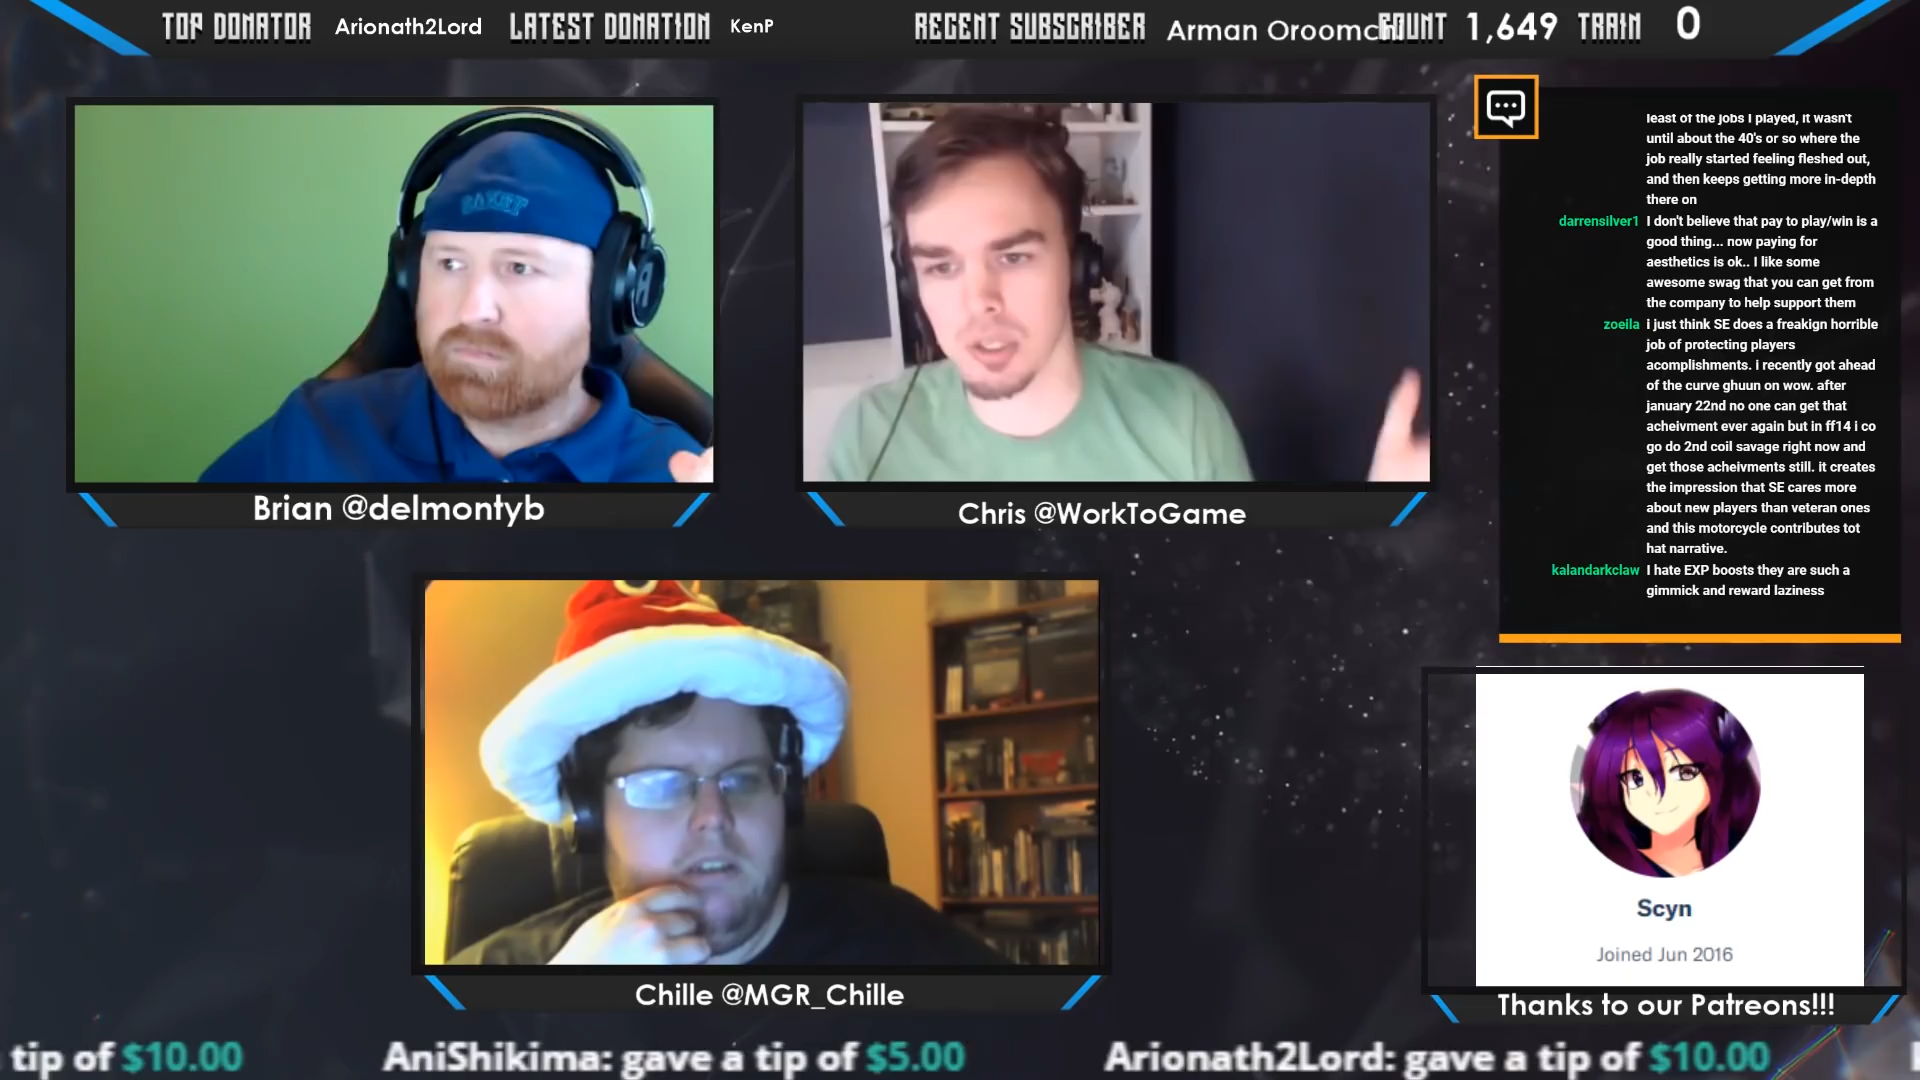 TOP DONATOR Arionath2Lord LATEST DONATION KenP RECENT SUBSCRIBER Arman COUNT 1,649 TRAIN 0
least of the jobs I played, it wasn't
until about the 40's or so where the
job really started feeling fleshed out,
and then keeps getting more in-depth
there on
darrensilver1 I don't believe that pay to play/win is a
good thing... now paying for
aesthetics is ok.. I like some
awesome swag that you can get from
the company to help support them
zoeila i just think SE does a freakign horrible
job of protecting players
acomplishments. i recently got ahead
of the curve ghuun on wow. after
january 22nd no one can get that
acheivment ever again but in ff14 i co
go do 2nd coil savage right now and
get those acheivments still. it creates
the impression that SE cares more
about new players than veteran ones
and this motorcycle contributes tot
hat narrative.
kalandarkclaw I hate EXP boosts they are such a
gimmick and reward laziness
Brian @delmontyb
Chris @WorkToGame
Chille @MGR_Chille
Scyn
Joined Jun 2016
Thanks to our Patreons!!!
tip of $10.00 AniShikima: gave a tip of $5.00 Arionath2Lord: gave a tip of $10.00